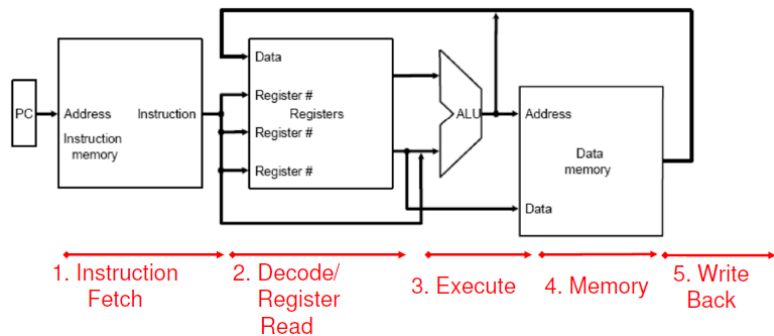 Data
PC
Address
Instruction
Instruction
memory
Register #
Registers
Register #
Register #
ALU
Address
Data
memory
Data
1. Instruction
Fetch
2. Decode/
Register
Read
3. Execute
4. Memory
5. Write
Back